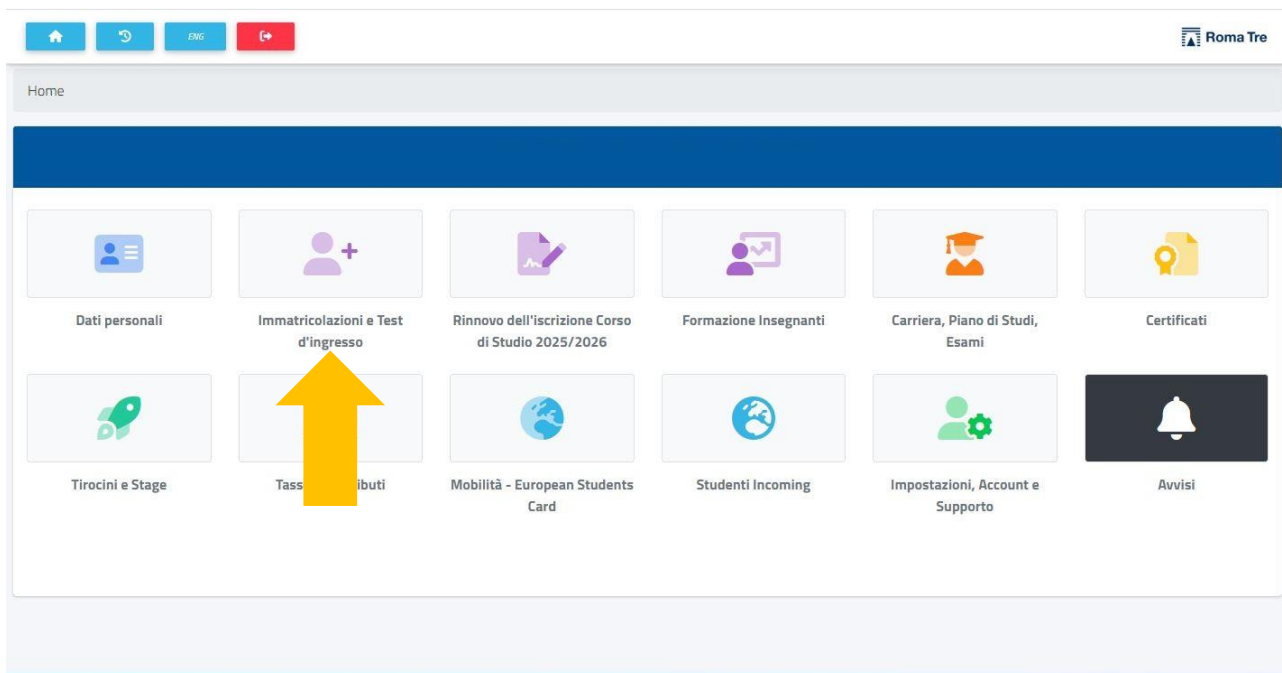 ENG
Roma Tre
Home
Dati personali
Immatricolazioni e Test
d'ingresso
Rinnovo dell'iscrizione Corso
di Studio 2025/2026
Formazione Insegnanti
Carriera, Piano di Studi,
Esami
Certificati
Tirocini e Stage
Mobilità - European Students
Card
Studenti Incoming
Impostazioni, Account e
Supporto
Avvisi